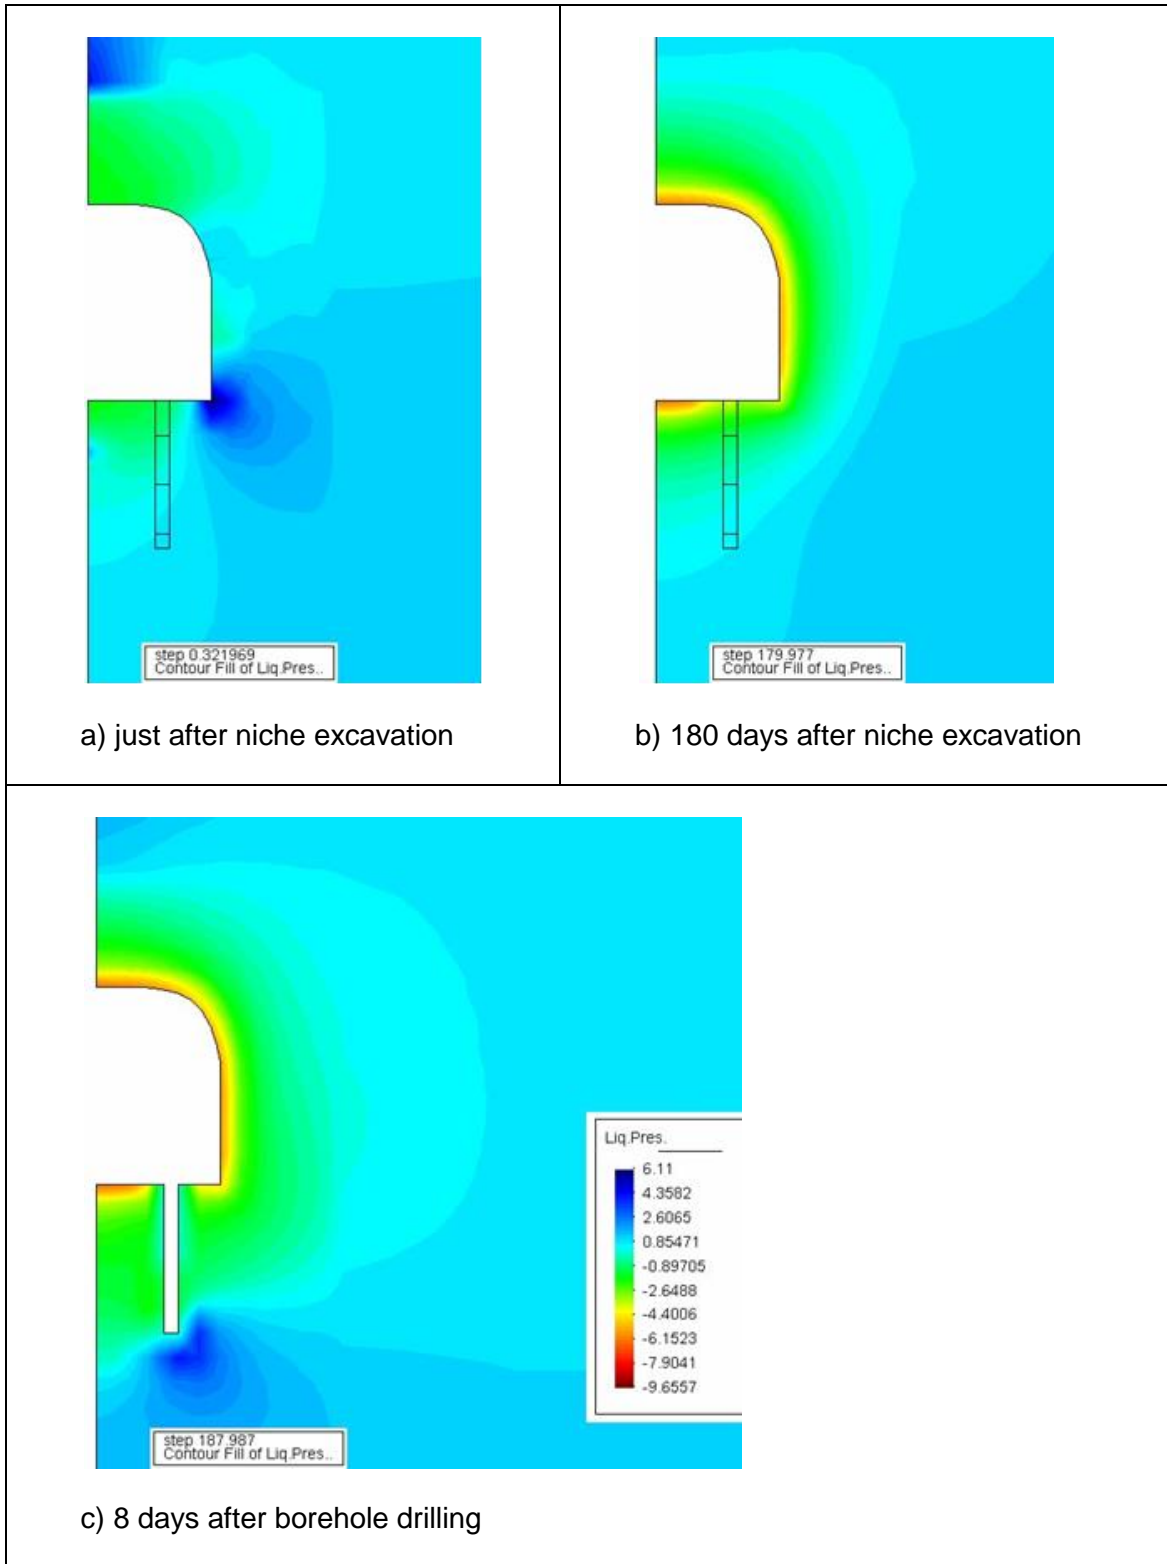 step 0.321969
Contour Fill of Liq.Pres..
a) just after niche excavation
step 179.977
Contour Fill of Liq.Pres..
b) 180 days after niche excavation
Liq.Pres.
6.11
4.3582
2.6065
0.85471
-0.89705
-2.6488
-4.4006
-6.1523
-7.9041
-9.6557
step 187.987
Contour Fill of Liq.Pres..
c) 8 days after borehole drilling